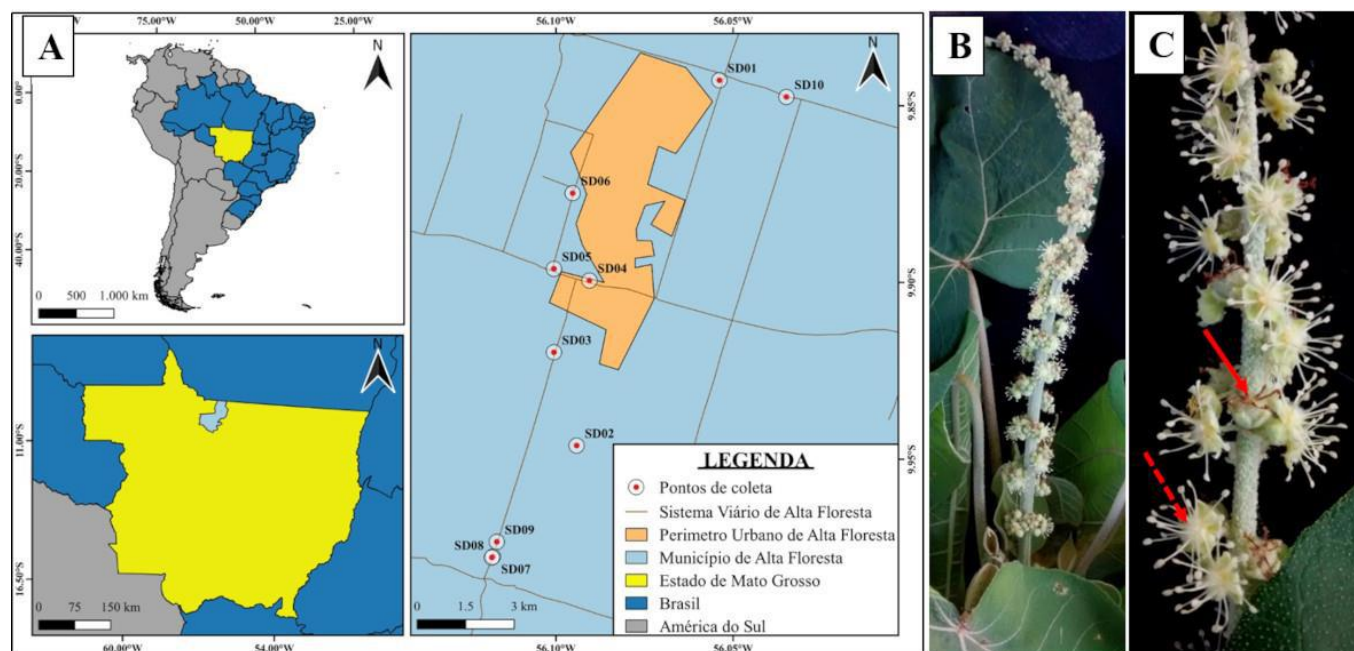 A
75.00°W 50.00°W 25.00°W
0.00°
20.00°S
40.00°S
N
0 500 1.000 km
N
11.00°S
16.50°S
0 75 150 km
60.00°W 54.00°W
56.10°W 56.05°W
N
SD01
SD10
9.85°S
SD06
SD05
SD04
9.90°S
SD03
SD02
9.95°S
SD09
SD08
SD07
0 1.5 3 km
56.10°W 56.05°W
LEGENDA
Pontos de coleta
Sistema Viário de Alta Floresta
Perimetro Urbano de Alta Floresta
Município de Alta Floresta
Estado de Mato Grosso
Brasil
América do Sul
B
C